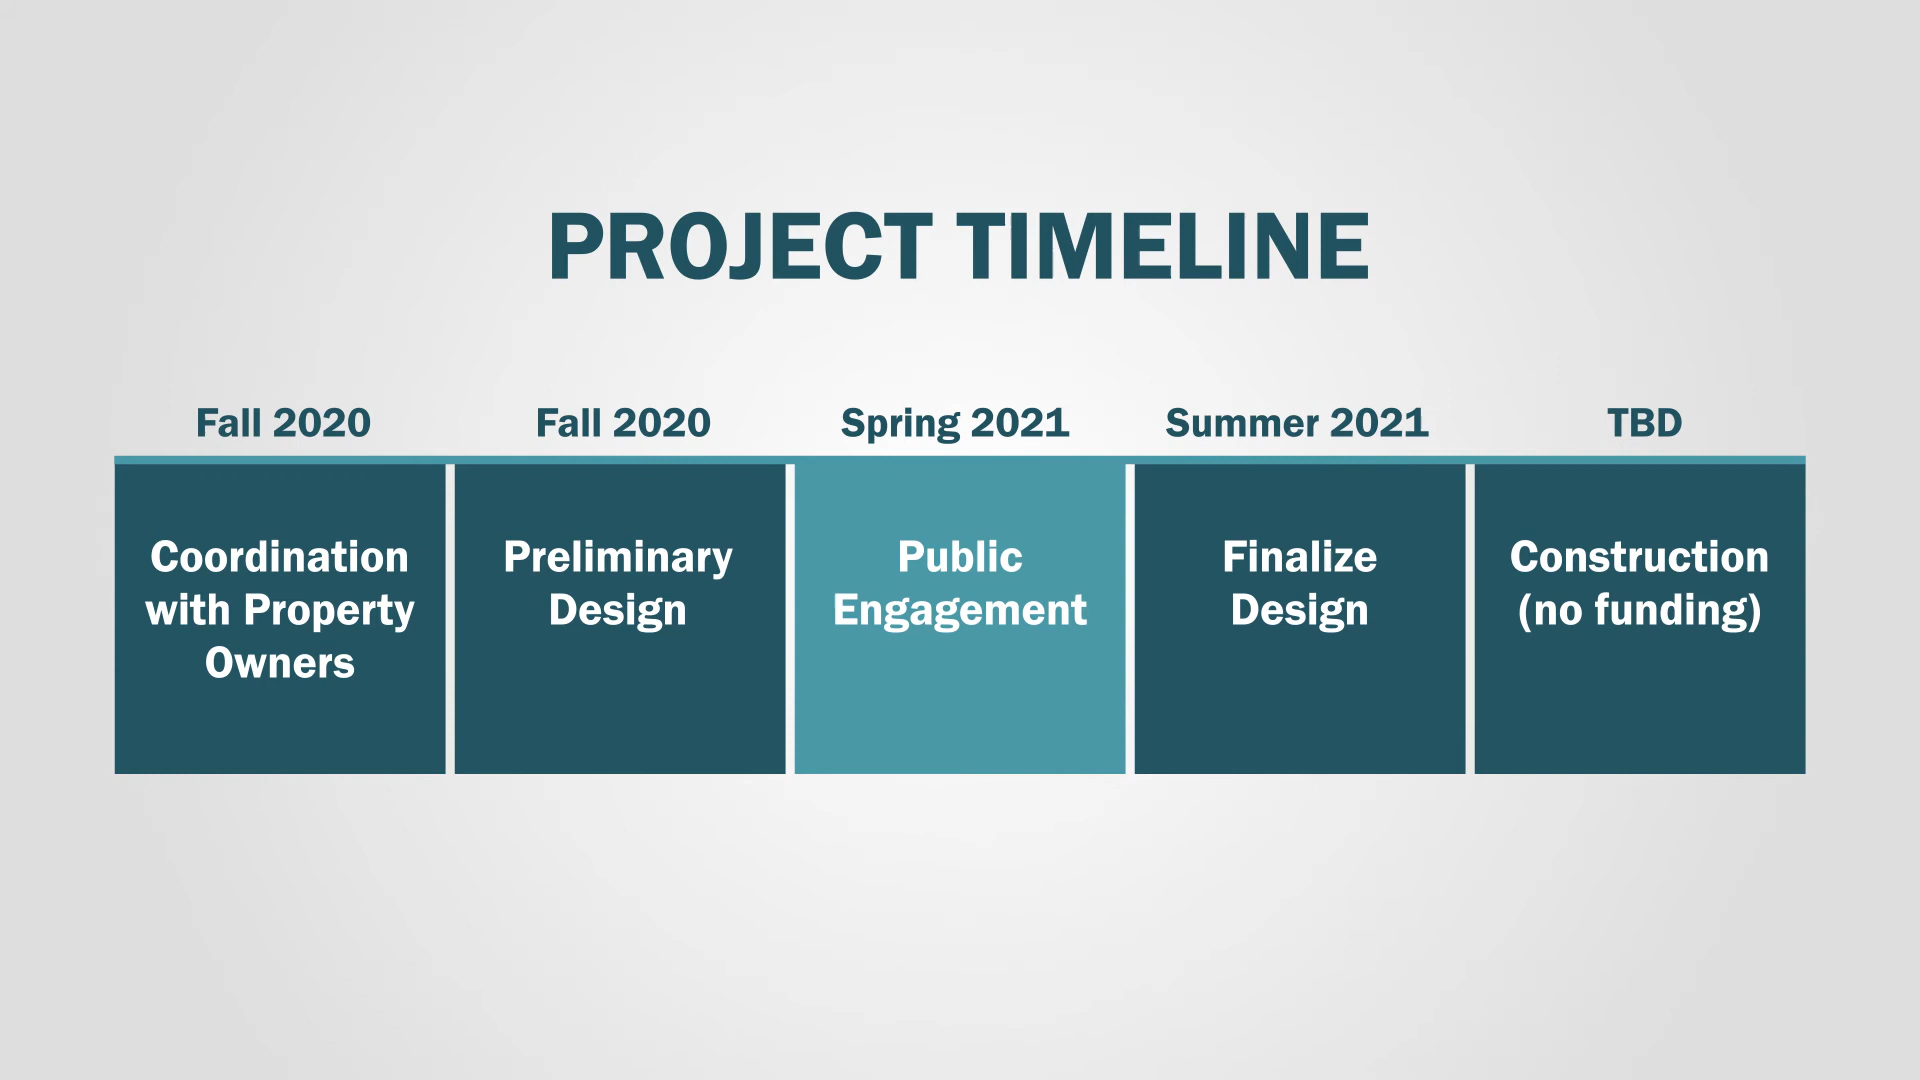 PROJECT TIMELINE
Fall 2020
Fall 2020
Spring 2021
Summer 2021
TBD
Coordination
with Property
Owners
Preliminary
Design
Public
Engagement
Finalize
Design
Construction
(no funding)